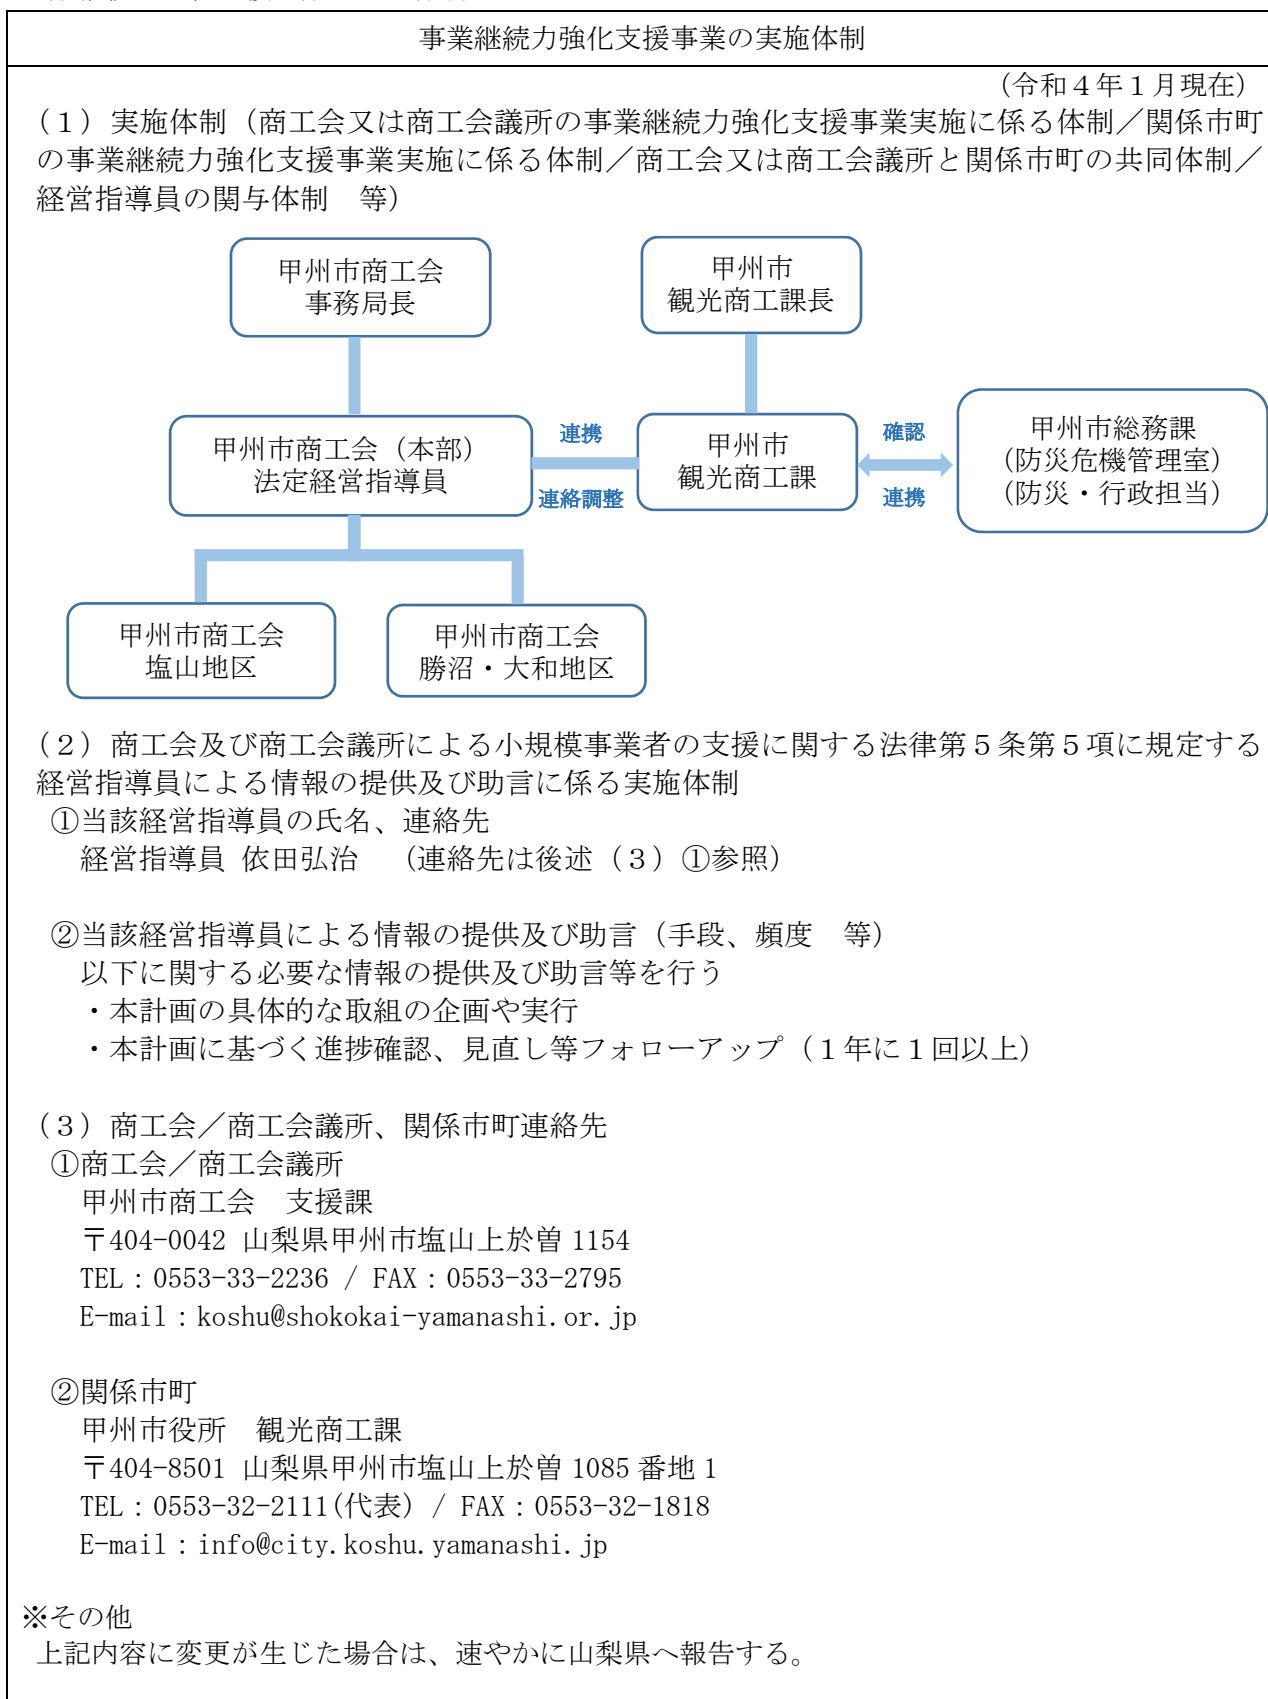 事業継続力強化支援事業の実施体制
(令和４年１月現在)
（１）実施体制（商工会又は商工会議所の事業継続力強化支援事業実施に係る体制／関係市町
の事業継続力強化支援事業実施に係る体制／商工会又は商工会議所と関係市町の共同体制／
経営指導員の関与体制　等）
甲州市商工会
事務局長
甲州市
観光商工課長
甲州市商工会（本部）
法定経営指導員
連携
連絡調整
甲州市
観光商工課
確認
連携
甲州市総務課
(防災危機管理室)
(防災・行政担当)
甲州市商工会
塩山地区
甲州市商工会
勝沼・大和地区
（２）商工会及び商工会議所による小規模事業者の支援に関する法律第５条第５項に規定する
経営指導員による情報の提供及び助言に係る実施体制
①当該経営指導員の氏名、連絡先
経営指導員 依田弘治　（連絡先は後述（３）①参照）
②当該経営指導員による情報の提供及び助言（手段、頻度　等）
以下に関する必要な情報の提供及び助言等を行う
・本計画の具体的な取組の企画や実行
・本計画に基づく進捗確認、見直し等フォローアップ（１年に１回以上）
（３）商工会／商工会議所、関係市町連絡先
①商工会／商工会議所
甲州市商工会　支援課
〒404-0042 山梨県甲州市塩山上於曽 1154
TEL：0553-33-2236 / FAX：0553-33-2795
E-mail：koshu@shokokai-yamanashi.or.jp
②関係市町
甲州市役所　観光商工課
〒404-8501 山梨県甲州市塩山上於曽 1085 番地 1
TEL：0553-32-2111(代表) / FAX：0553-32-1818
E-mail：info@city.koshu.yamanashi.jp
※その他
上記内容に変更が生じた場合は、速やかに山梨県へ報告する。